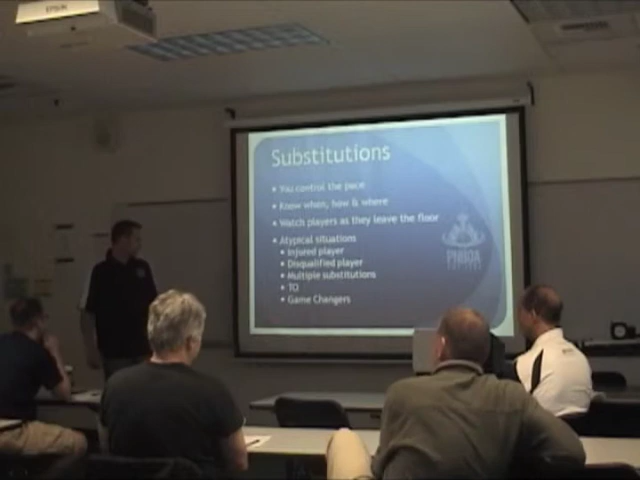 EPSON
Substitutions
• You control the pace
• Know when, how & where
• Watch players as they leave the floor
• Atypical situations
• Injured player
• Disqualified player
• Multiple substitutions
• TO
• Game Changers
PNBOA